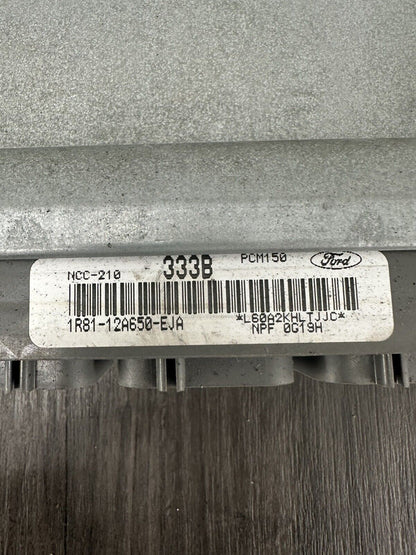 NCC-210 333B PCM150 Ford
1R81-12A650-EJA *L60A2KHLTJJC*
NPF 0G19H